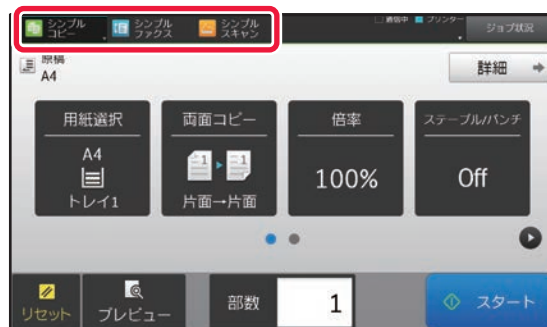 シンプル
コピー
シンプル
ファクス
シンプル
スキャン
通信中
プリンター
ジョブ状況
原稿
A4
詳細
用紙選択
両面コピー
倍率
ステープル/パンチ
A4
トレイ1
1
1
片面→片面
100%
Off
リセット
プレビュー
部数
1
スタート